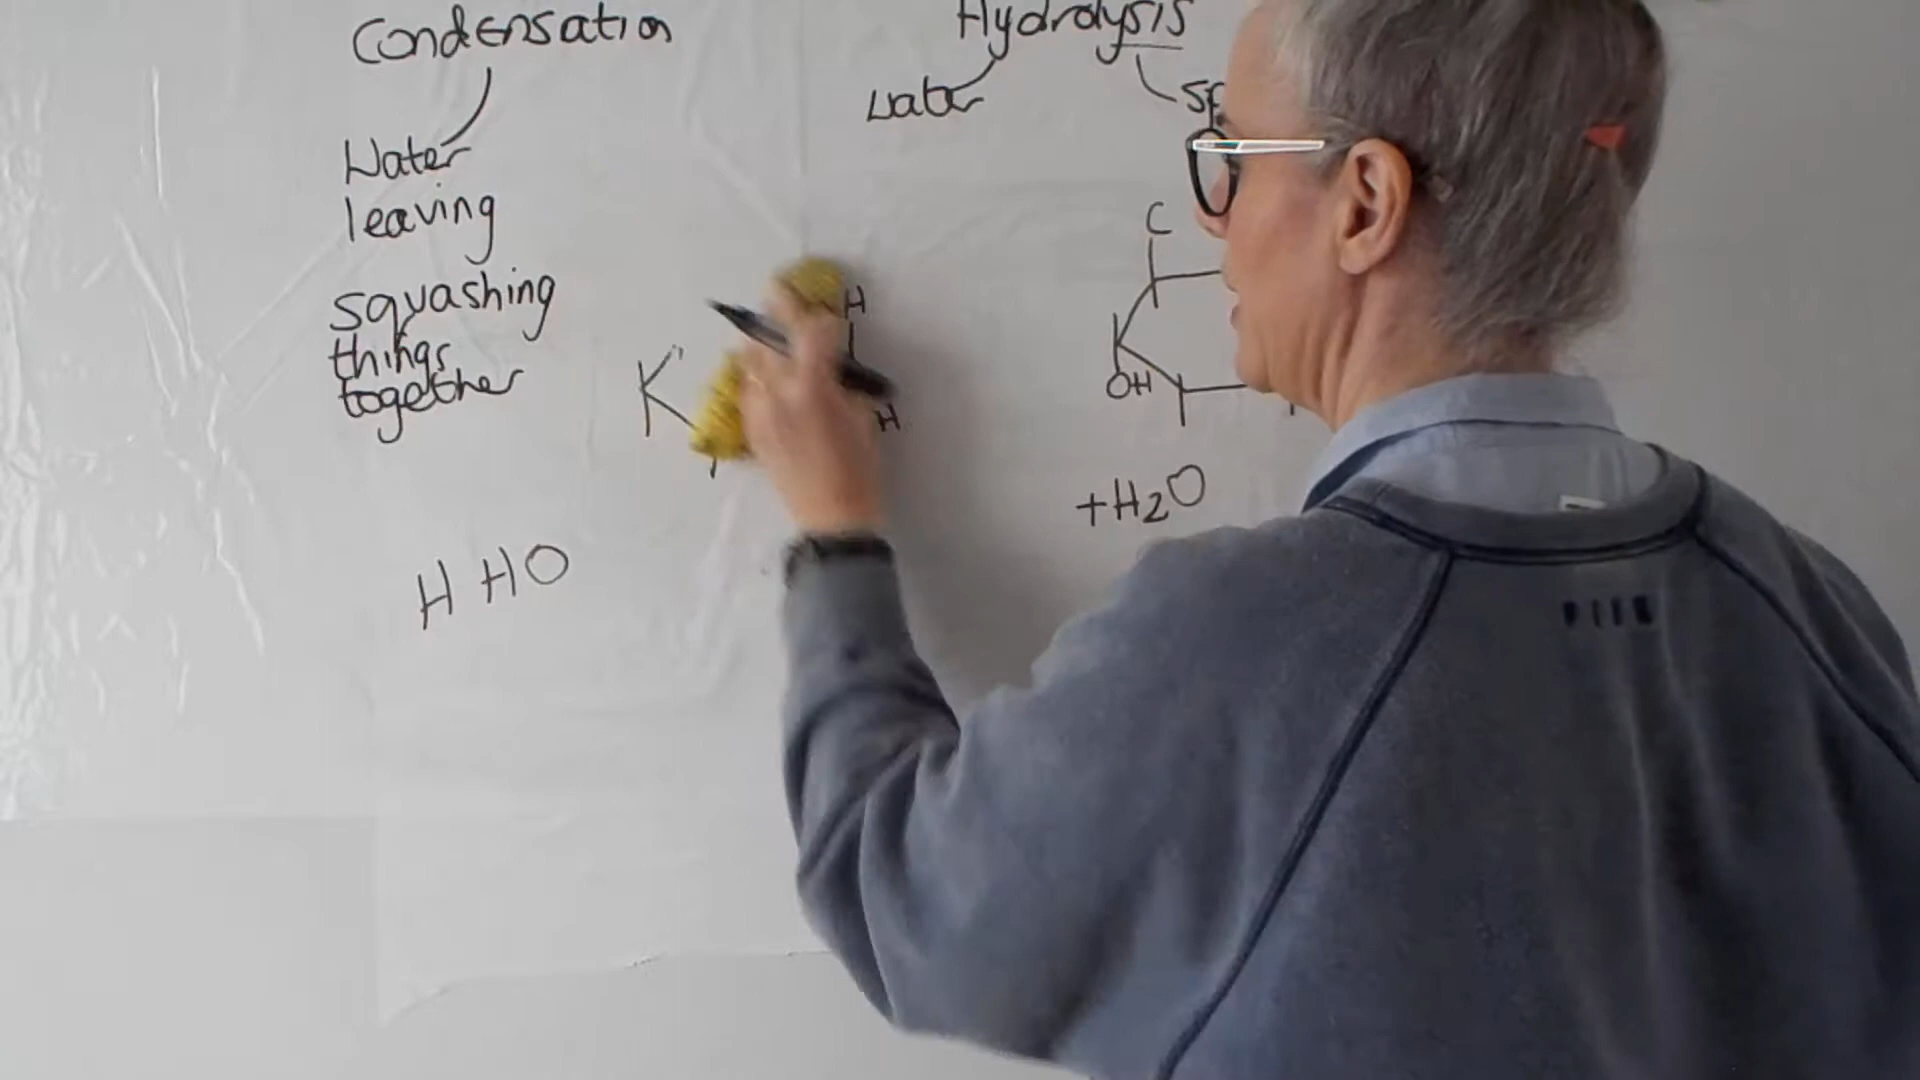 Condensation
Water
leaving
squashing
things
together
H HO
H
H
Hydrolysis
Water
C
OH
+H2O